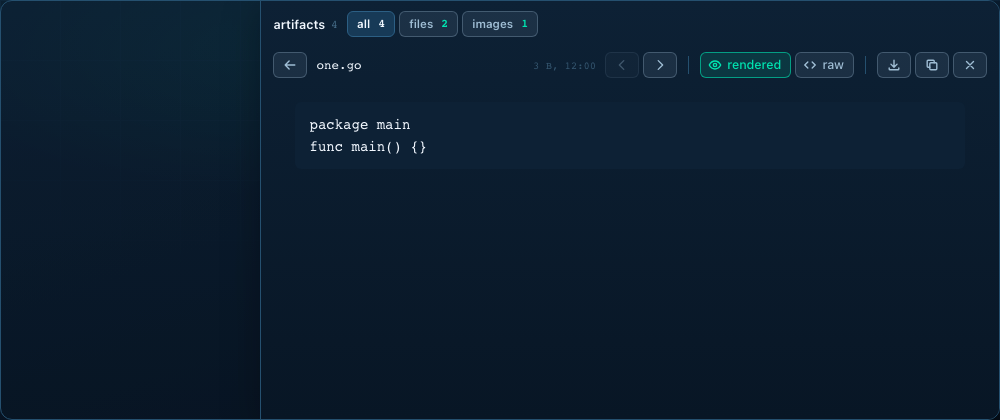 artifacts 4 all 4 files 2 images 1
one.go 3 B, 12:00 rendered raw
package main
func main() {}